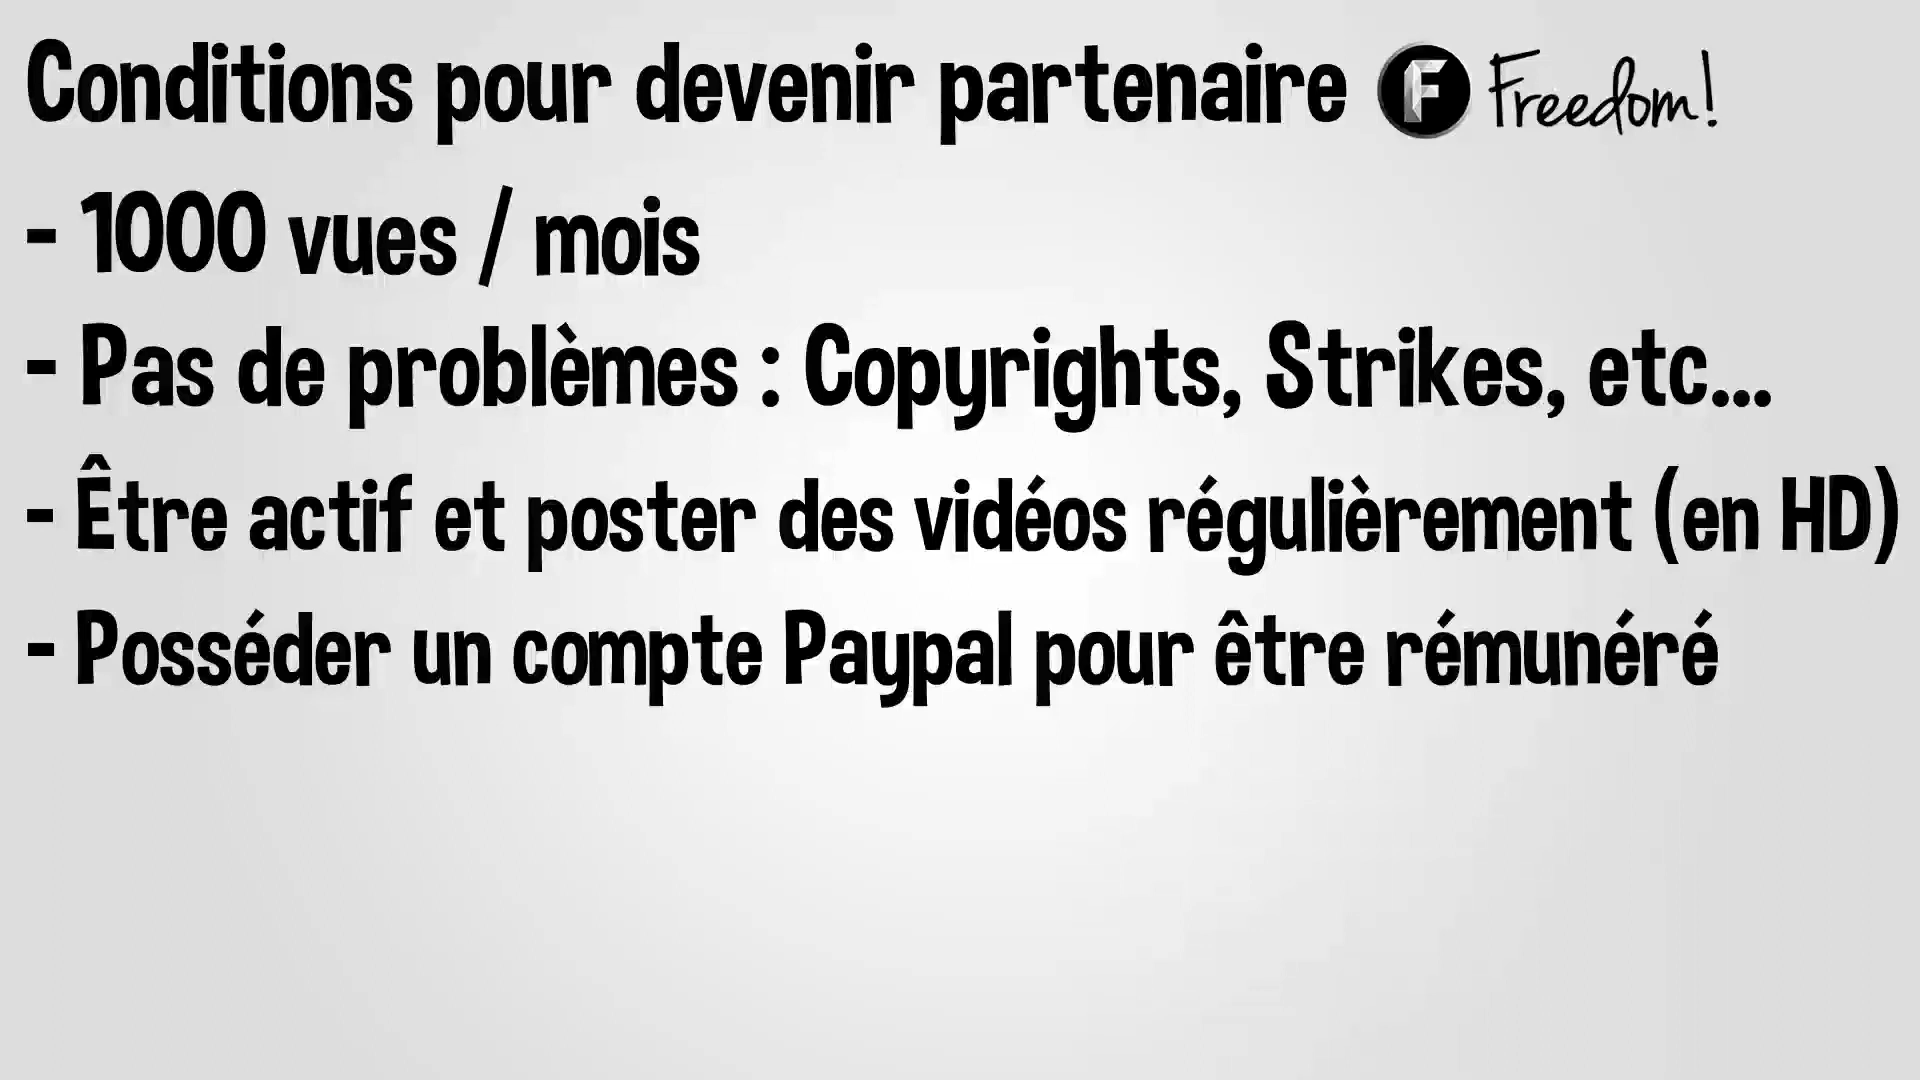 Conditions pour devenir partenaire F Freedom!
- 1000 vues / mois
- Pas de problèmes : Copyrights, Strikes, etc...
- Être actif et poster des vidéos régulièrement (en HD)
- Posséder un compte Paypal pour être rémunéré